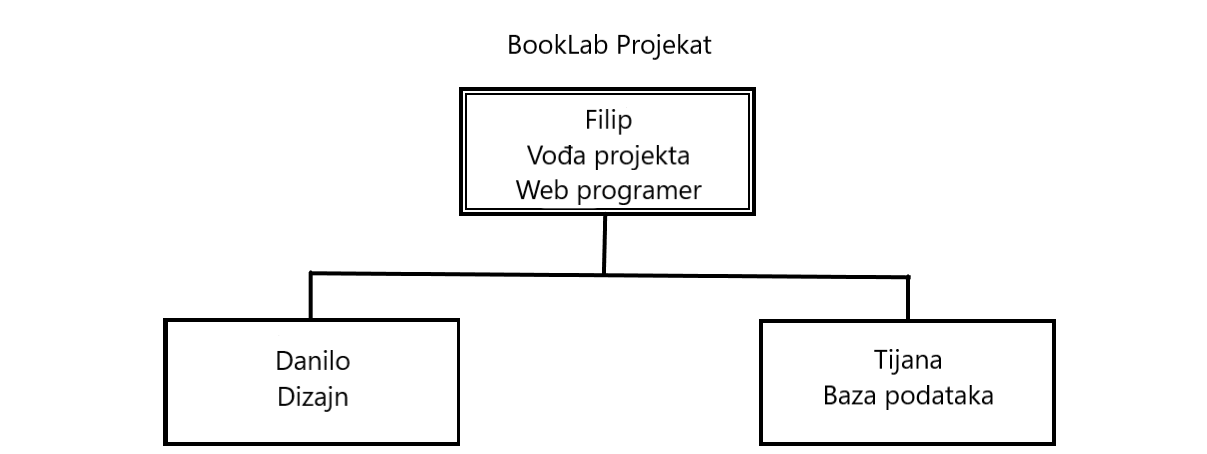 BookLab Projekat
Filip
Vođa projekta
Web programer
Danilo
Dizajn
Tijana
Baza podataka